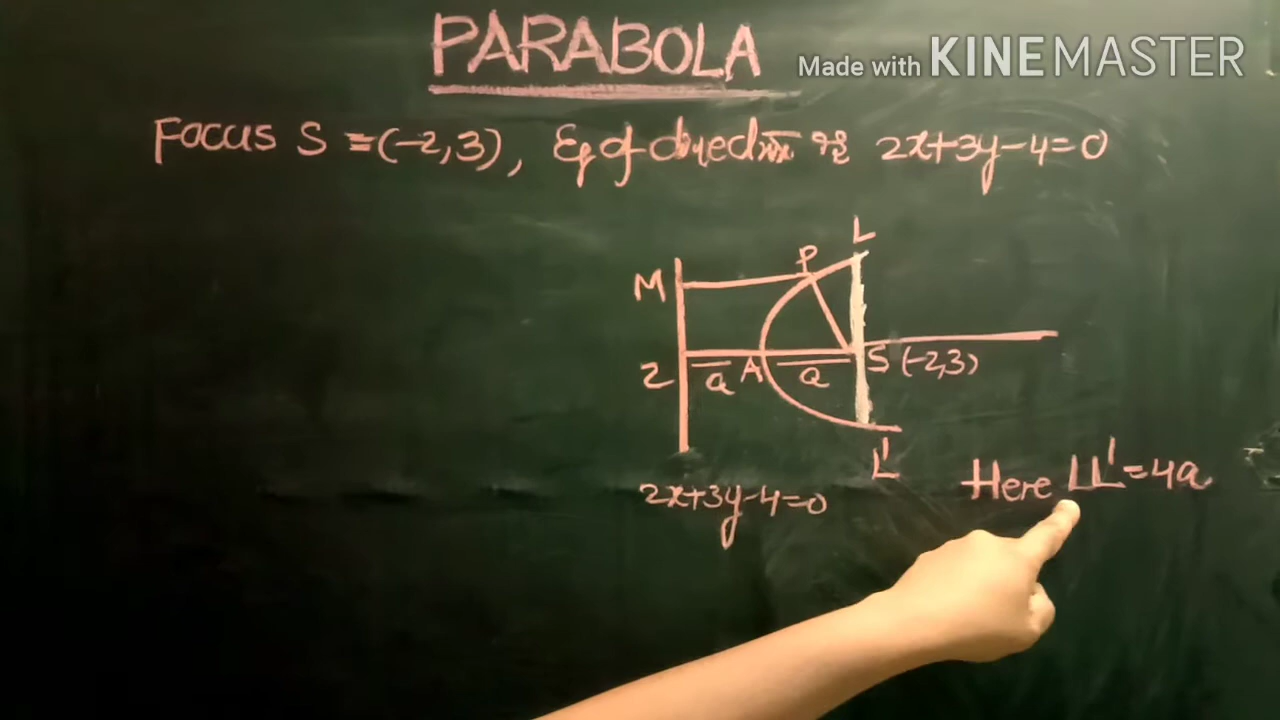 PARABOLA
Made with KINEMASTER
Focus S = (-2,3), Eq of directrix is 2x+3y-4=0
L
P
M
Z a A a S (-2,3)
L'
2x+3y-4=0
Here LL' = 4a